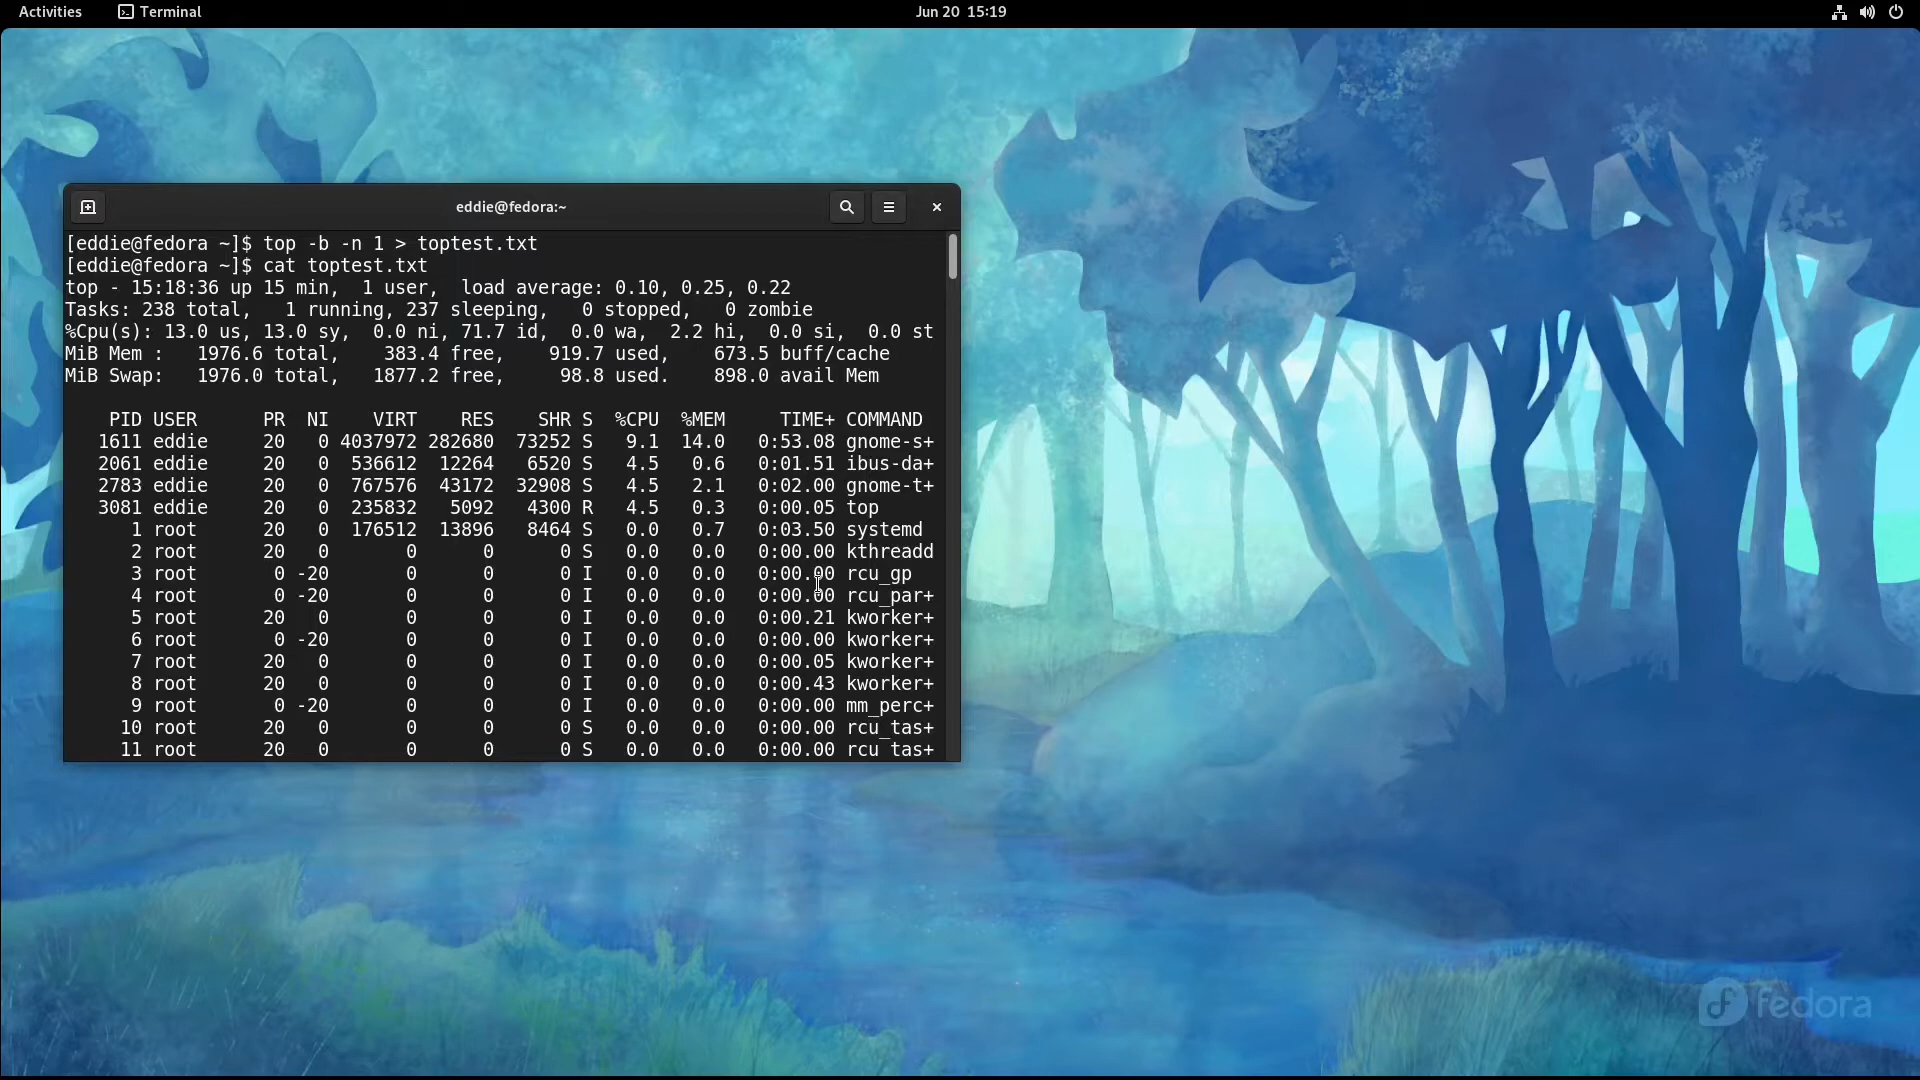 Activities Terminal Jun 20 15:19
eddie@fedora:~
[eddie@fedora ~]$ top -b -n 1 > toptest.txt
[eddie@fedora ~]$ cat toptest.txt
top - 15:18:36 up 15 min,  1 user,  load average: 0.10, 0.25, 0.22
Tasks: 238 total,   1 running, 237 sleeping,   0 stopped,   0 zombie
%Cpu(s): 13.0 us, 13.0 sy,  0.0 ni, 71.7 id,  0.0 wa,  2.2 hi,  0.0 si,  0.0 st
MiB Mem :   1976.6 total,    383.4 free,    919.7 used,    673.5 buff/cache
MiB Swap:   1976.0 total,   1877.2 free,     98.8 used.    898.0 avail Mem
PID USER      PR  NI    VIRT    RES    SHR S  %CPU  %MEM     TIME+ COMMAND
1611 eddie     20   0 4037972 282680  73252 S   9.1  14.0   0:53.08 gnome-s+
2061 eddie     20   0  536612  12264   6520 S   4.5   0.6   0:01.51 ibus-da+
2783 eddie     20   0  767576  43172  32908 S   4.5   2.1   0:02.00 gnome-t+
3081 eddie     20   0  235832   5092   4300 R   4.5   0.3   0:00.05 top
1 root      20   0  176512  13896   8464 S   0.0   0.7   0:03.50 systemd
2 root      20   0       0      0      0 S   0.0   0.0   0:00.00 kthreadd
3 root       0 -20       0      0      0 I   0.0   0.0   0:00.00 rcu_gp
4 root       0 -20       0      0      0 I   0.0   0.0   0:00.00 rcu_par+
5 root      20   0       0      0      0 I   0.0   0.0   0:00.21 kworker+
6 root       0 -20       0      0      0 I   0.0   0.0   0:00.00 kworker+
7 root      20   0       0      0      0 I   0.0   0.0   0:00.05 kworker+
8 root      20   0       0      0      0 I   0.0   0.0   0:00.43 kworker+
9 root       0 -20       0      0      0 I   0.0   0.0   0:00.00 mm_perc+
10 root      20   0       0      0      0 S   0.0   0.0   0:00.00 rcu_tas+
11 root      20   0       0      0      0 S   0.0   0.0   0:00.00 rcu_tas+
fedora